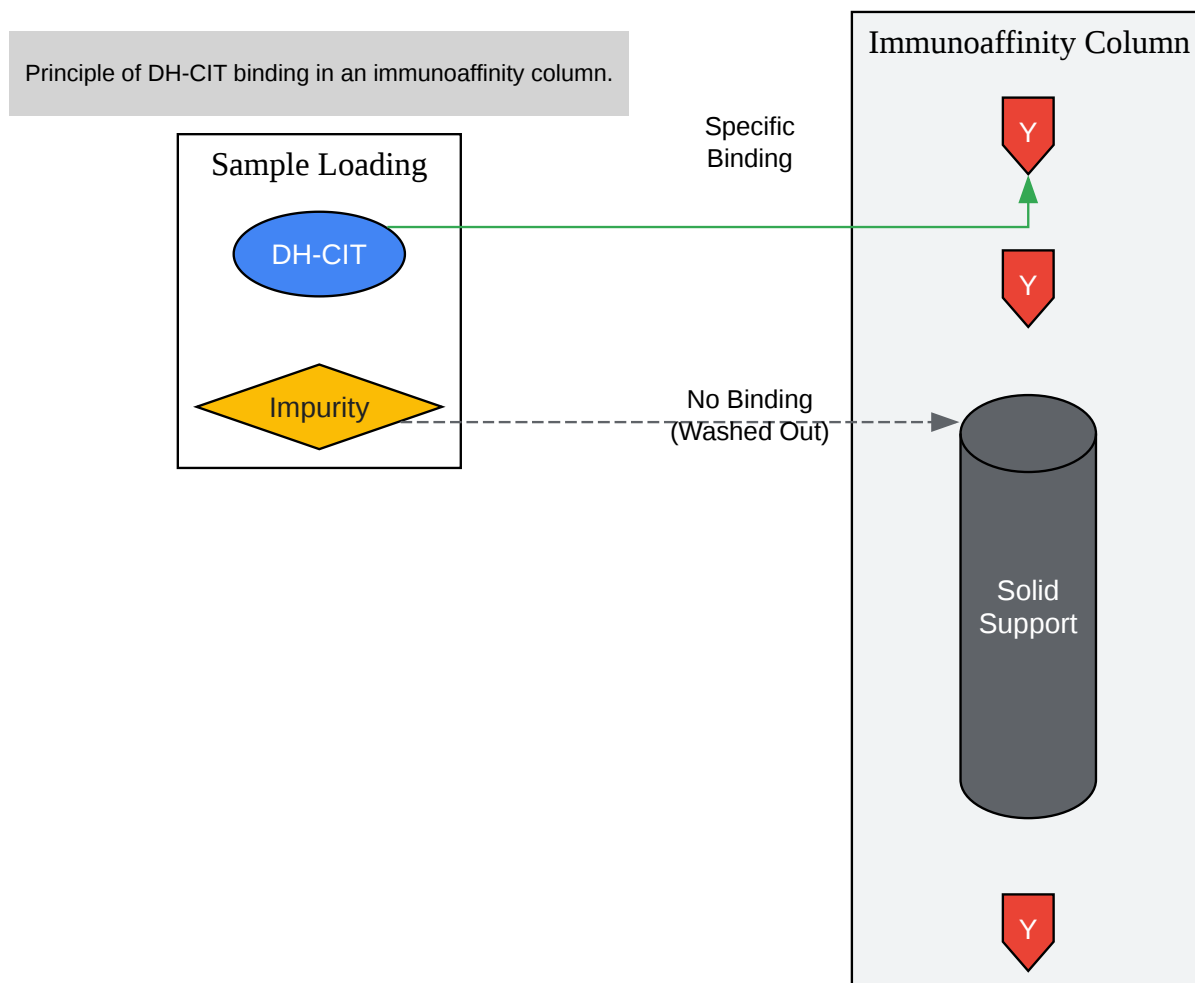 Principle of DH-CIT binding in an immunoaffinity column.
Sample Loading
DH-CIT
Impurity
Specific
Binding
No Binding
(Washed Out)
Immunoaffinity Column
Y
Y
Solid
Support
Y